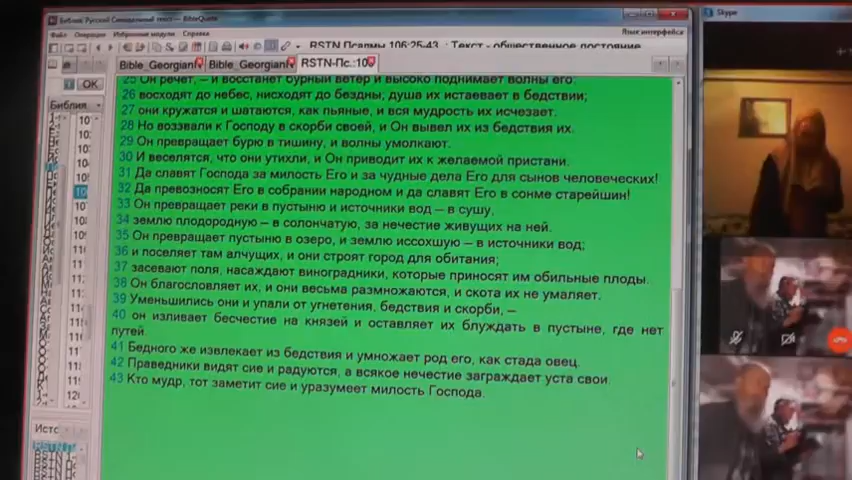 Библия Русский Синодальный текст - BibleQuote
Skype
Файл Операции Избранные модули Справка
Язык интерфейса
RSTN Псалмы 106:25-43 : Текст - общественное достояние
Bible_Georgian
Bible_Georgian
RSTN-Пс.:10
OK
Библия
25 Он речет, – и восстанет бурный ветер и высоко поднимает волны его:
26 восходят до небес, нисходят до бездны; душа их истаевает в бедствии;
27 они кружатся и шатаются, как пьяные, и вся мудрость их исчезает.
28 Но воззвали к Господу в скорби своей, и Он вывел их из бедствия их.
29 Он превращает бурю в тишину, и волны умолкают.
30 И веселятся, что они утихли, и Он приводит их к желаемой пристани.
31 Да славят Господа за милость Его и за чудные дела Его для сынов человеческих!
32 Да превозносят Его в собрании народном и да славят Его в сонме старейшин!
33 Он превращает реки в пустыню и источники вод – в сушу,
34 землю плодородную – в солончатую, за нечестие живущих на ней.
35 Он превращает пустыню в озеро, и землю иссохшую – в источники вод;
36 и поселяет там алчущих, и они строят город для обитания;
37 засевают поля, насаждают виноградники, которые приносят им обильные плоды.
38 Он благословляет их, и они весьма размножаются, и скота их не умаляет.
39 Уменьшились они и упали от угнетения, бедствия и скорби, –
40 он изливает бесчестие на князей и оставляет их блуждать в пустыне, где нет
путей.
41 Бедного же извлекает из бедствия и умножает род его, как стада овец.
42 Праведники видят сие и радуются, а всякое нечестие заграждает уста свои.
43 Кто мудр, тот заметит сие и уразумеет милость Господа.